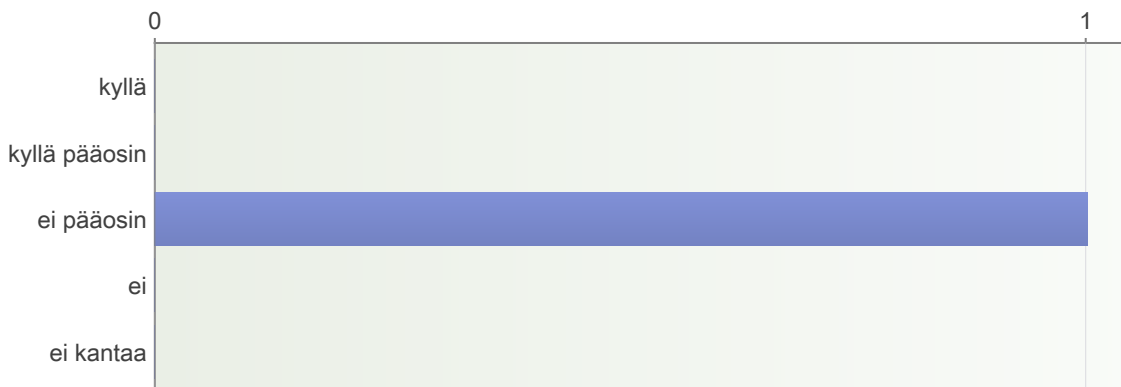 0 1
kyllä
kyllä pääosin
ei pääosin
ei
ei kantaa